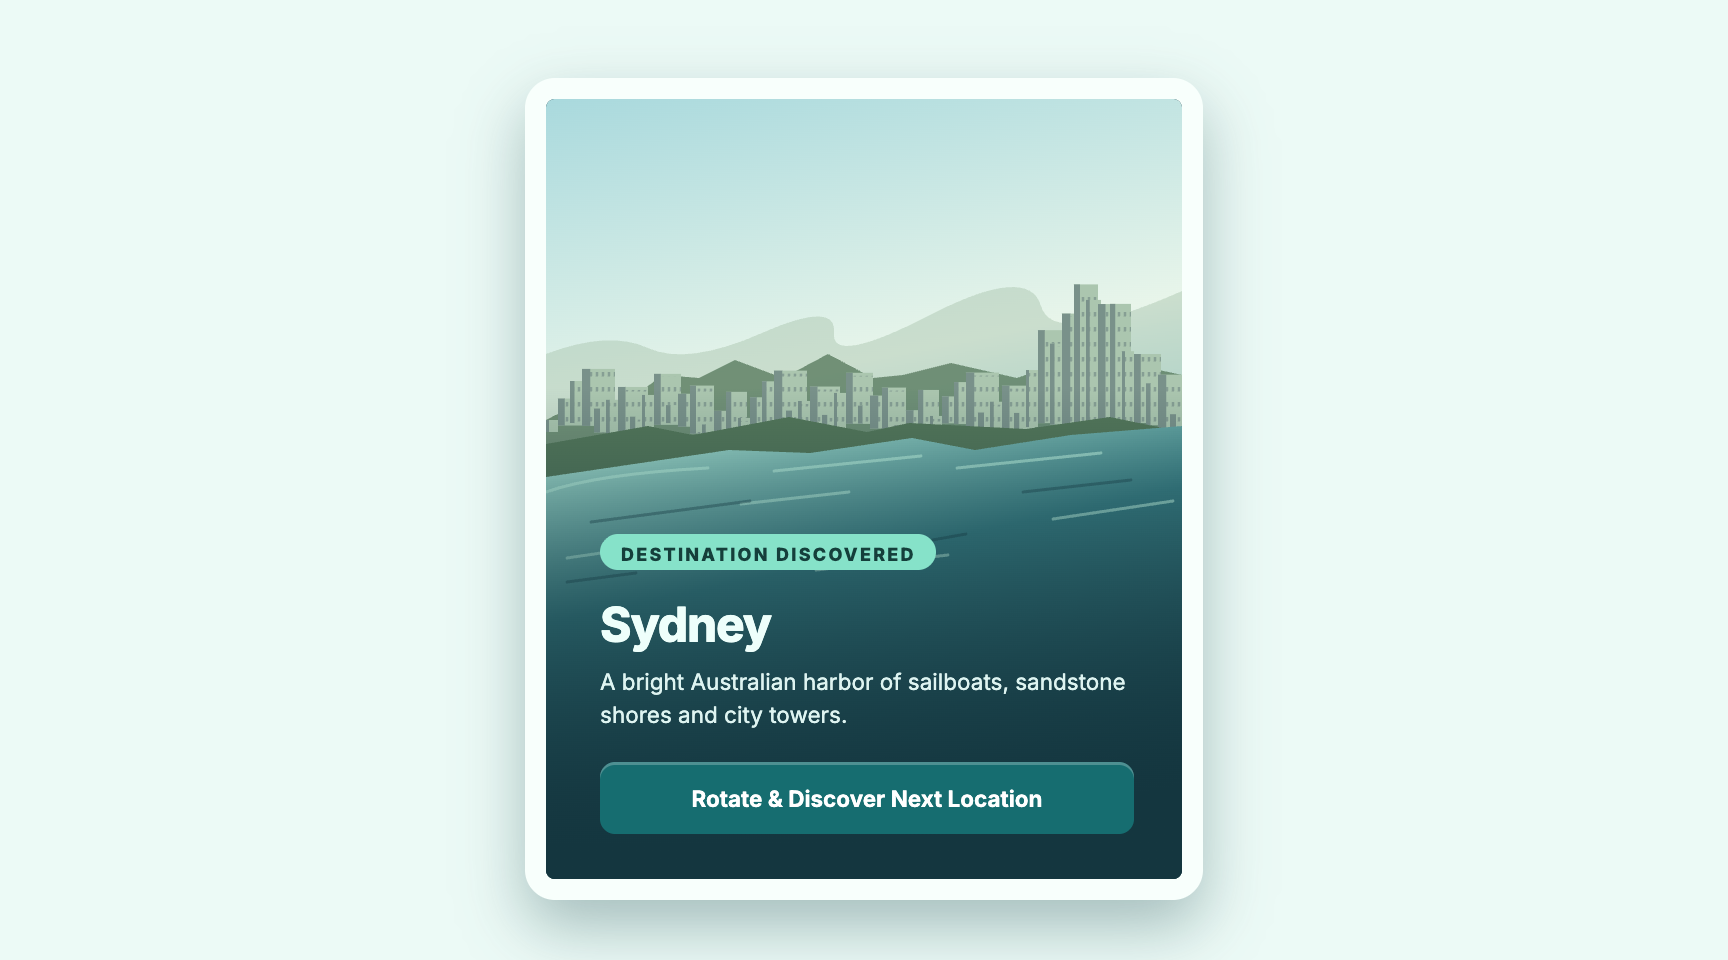 DESTINATION DISCOVERED
Sydney
A bright Australian harbor of sailboats, sandstone
shores and city towers.
Rotate & Discover Next Location